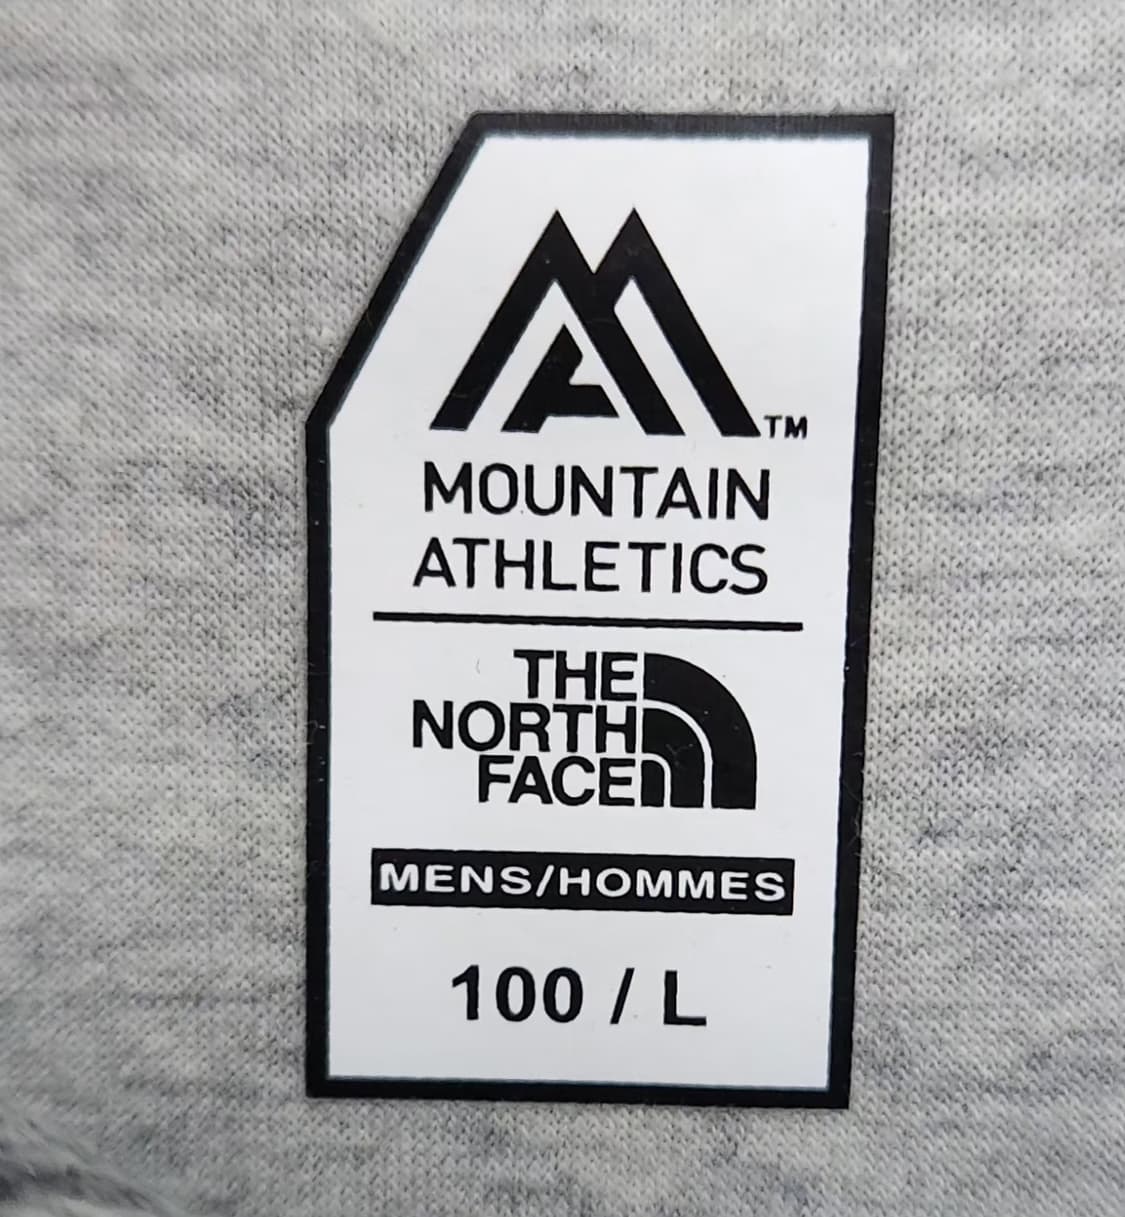 TM
MOUNTAIN
ATHLETICS
THE
NORTH
FACE
MENS/HOMMES
100 / L